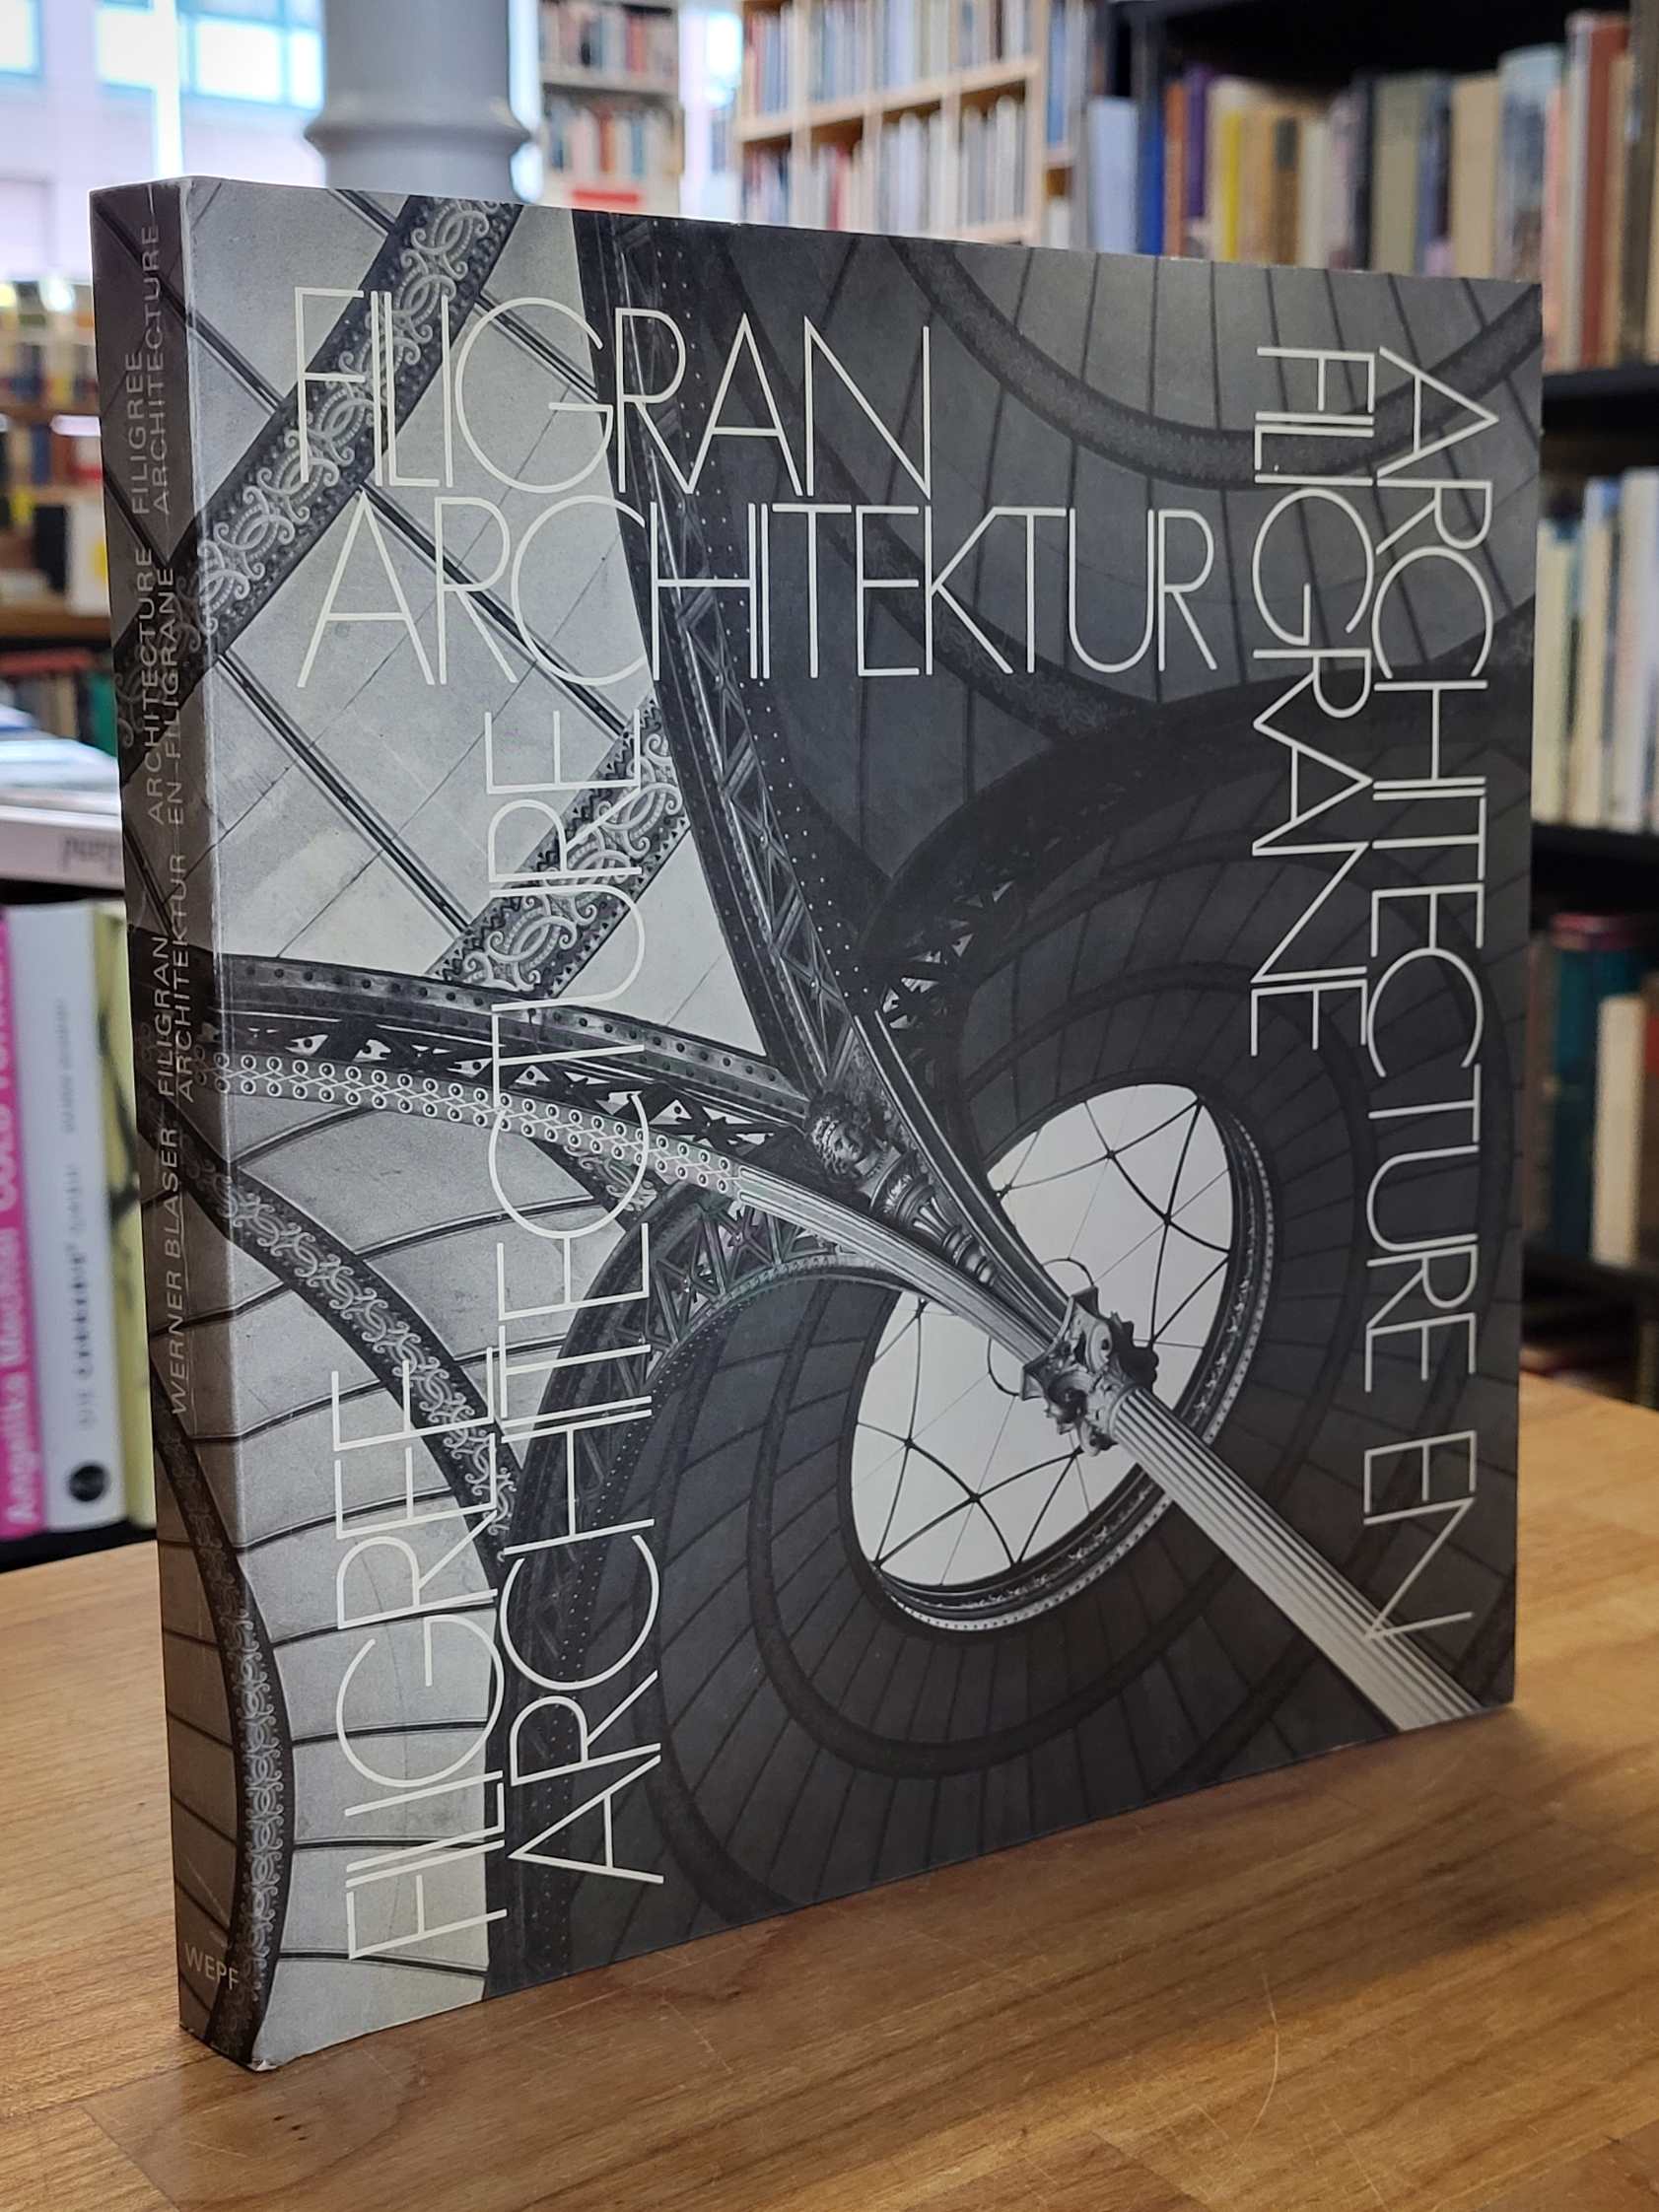 FILIGRAN
ARCHITEKTUR
FILIGREE
ARCHITECTURE
ARCHITECTURE EN
FILIGRANE
WERNER BLASER
FILIGRAN
ARCHITEKTUR
ARCHITECTURE
EN FILIGRANE
FILIGREE
ARCHITECTURE
WEPF